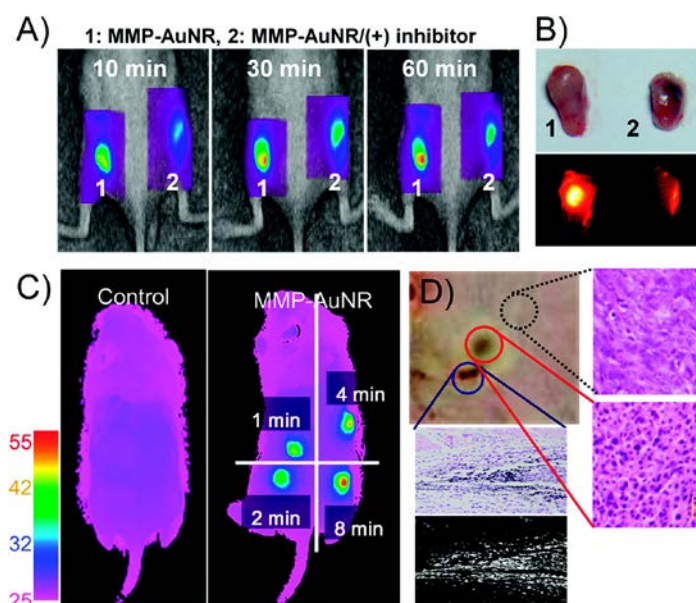 A)
1: MMP-AuNR, 2: MMP-AuNR/(+) inhibitor
10 min
30 min
60 min
1
2
1
2
1
2
B)
1
2
C)
Control
MMP-AuNR
1 min
4 min
2 min
8 min
55
42
32
25
D)